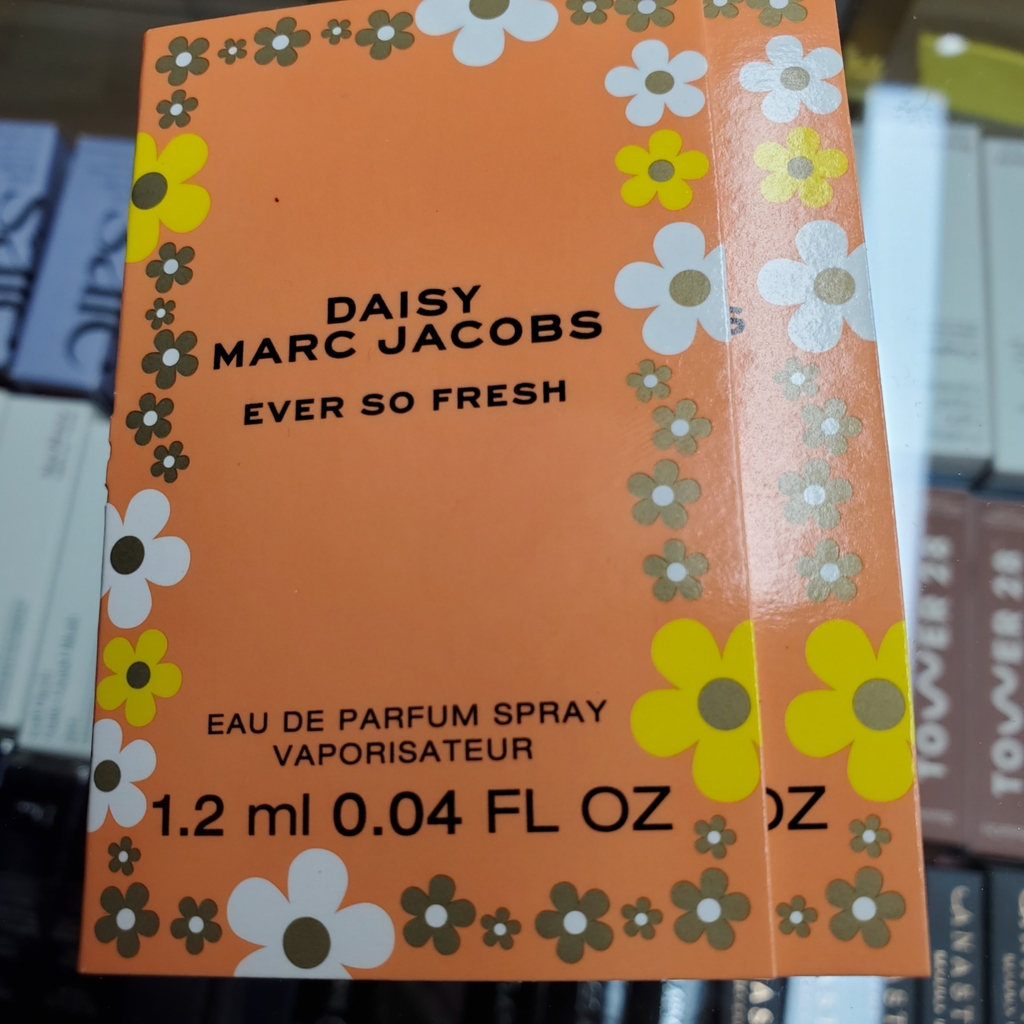 DAISY
MARC JACOBS
EVER SO FRESH
EAU DE PARFUM SPRAY
VAPORISATEUR
1.2 ml 0.04 FL OZ
OZ
TOWER 28
TOWER 28